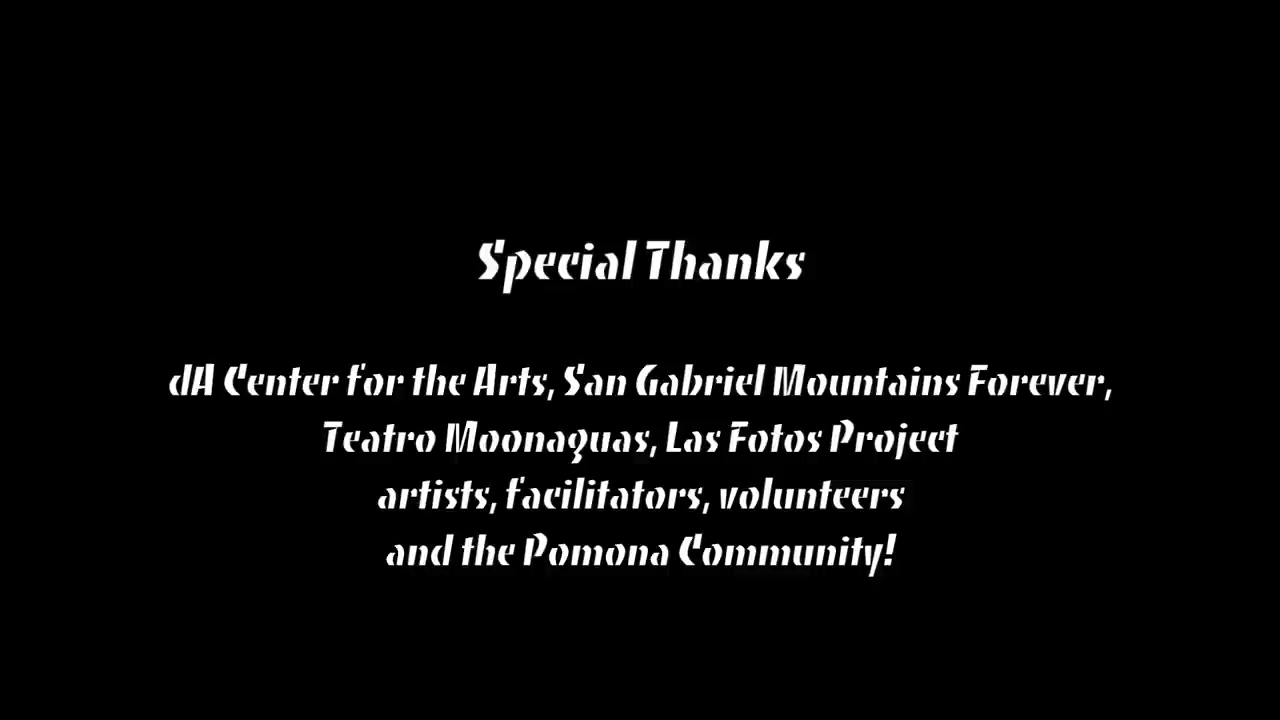 Special Thanks
dA Center for the Arts, San Gabriel Mountains Forever,
Teatro Moonaguas, Las Fotos Project
artists, facilitators, volunteers
and the Pomona Community!